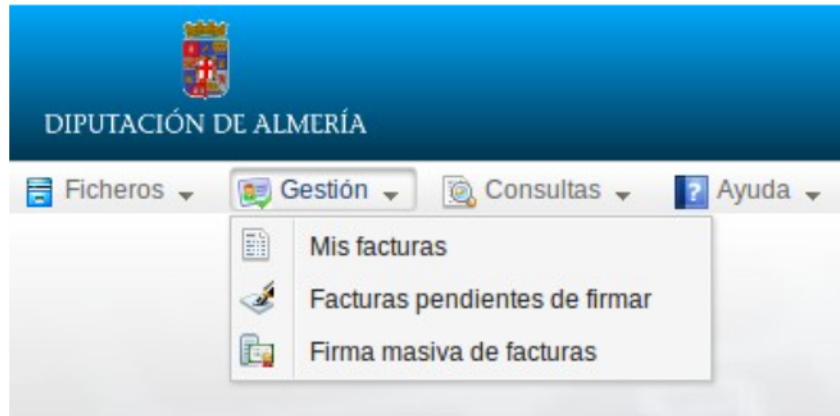 DIPUTACIÓN DE ALMERÍA
Ficheros Gestión Consultas Ayuda
Mis facturas
Facturas pendientes de firmar
Firma masiva de facturas